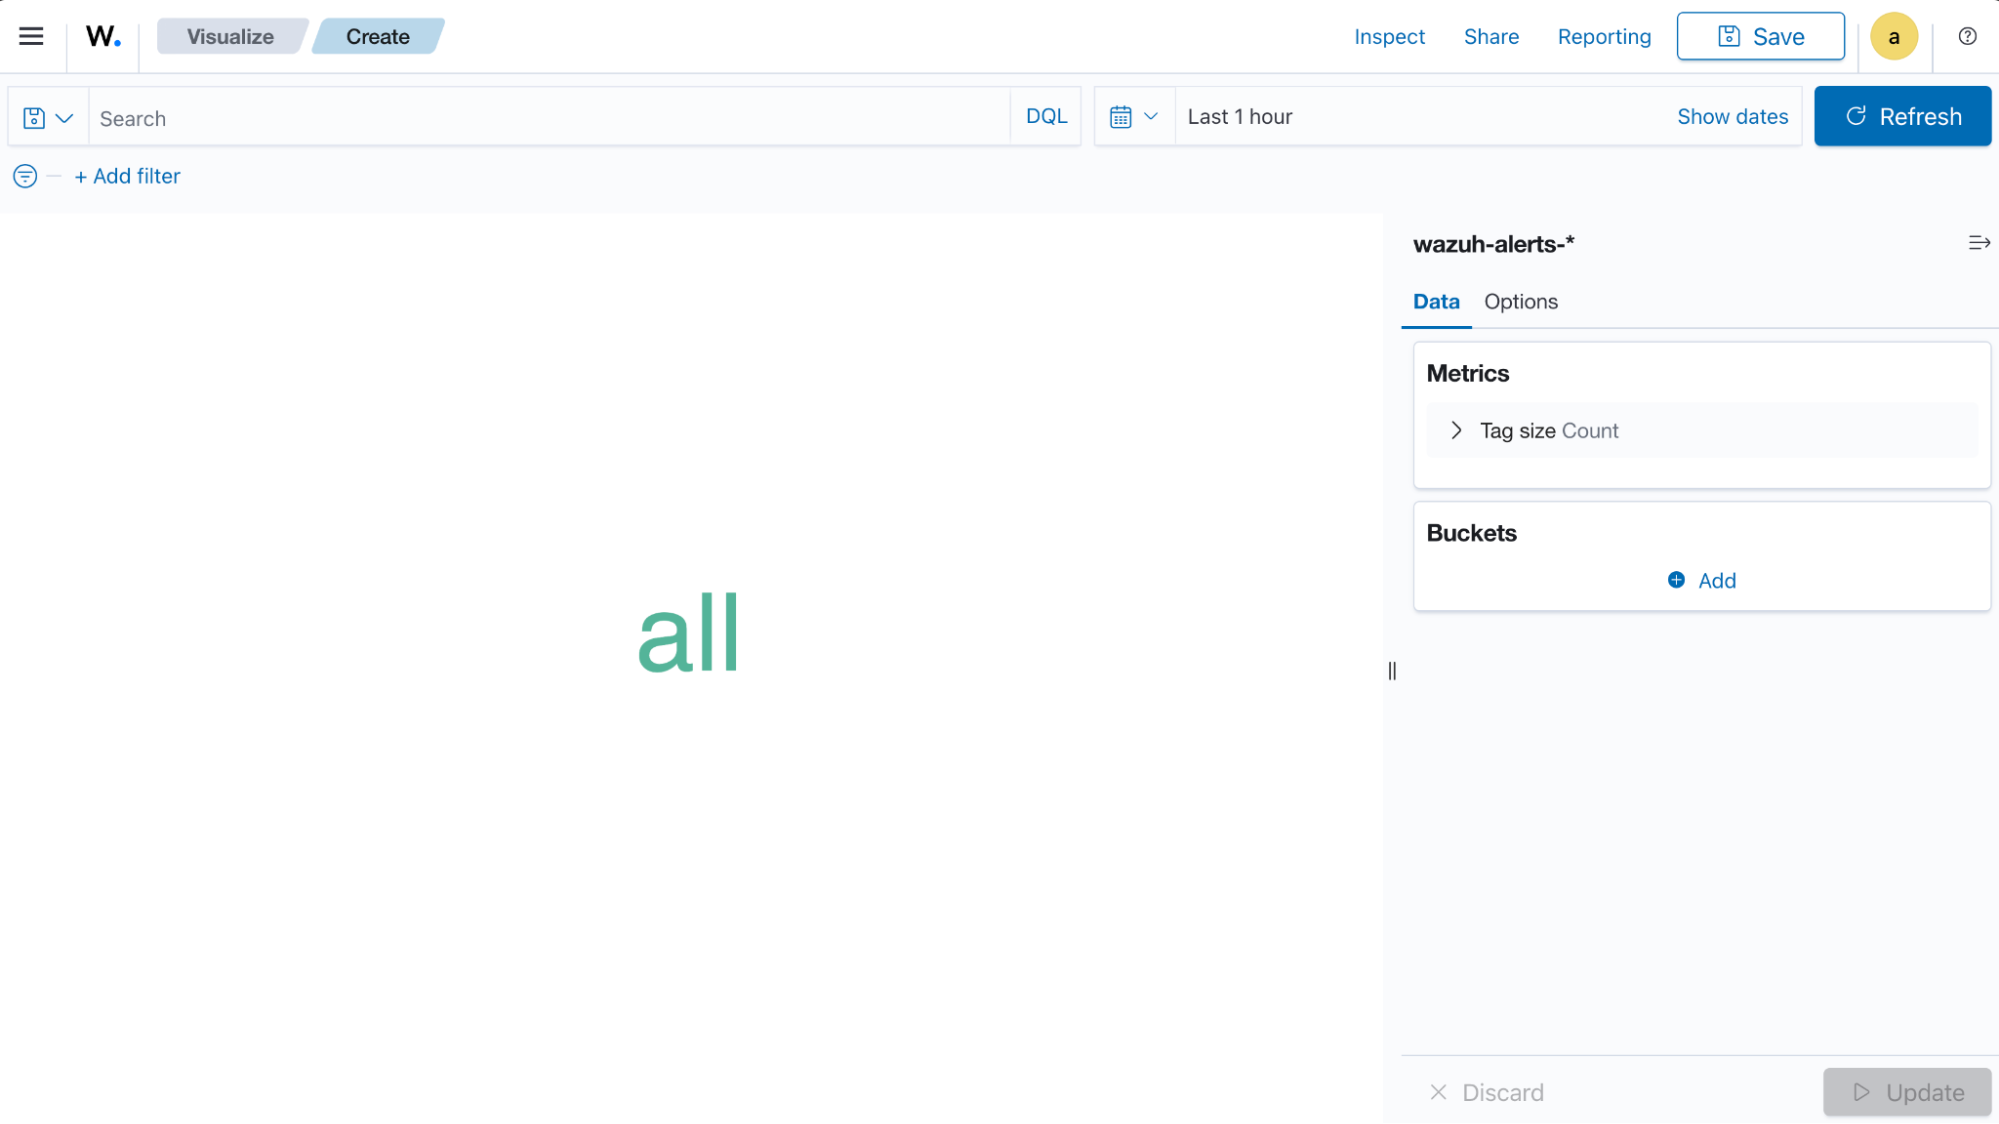 W. Visualize Create Inspect Share Reporting Save a
Search DQL Last 1 hour Show dates Refresh
+ Add filter
wazuh-alerts-*
Data Options
Metrics
Tag size Count
Buckets
Add
all
Discard Update